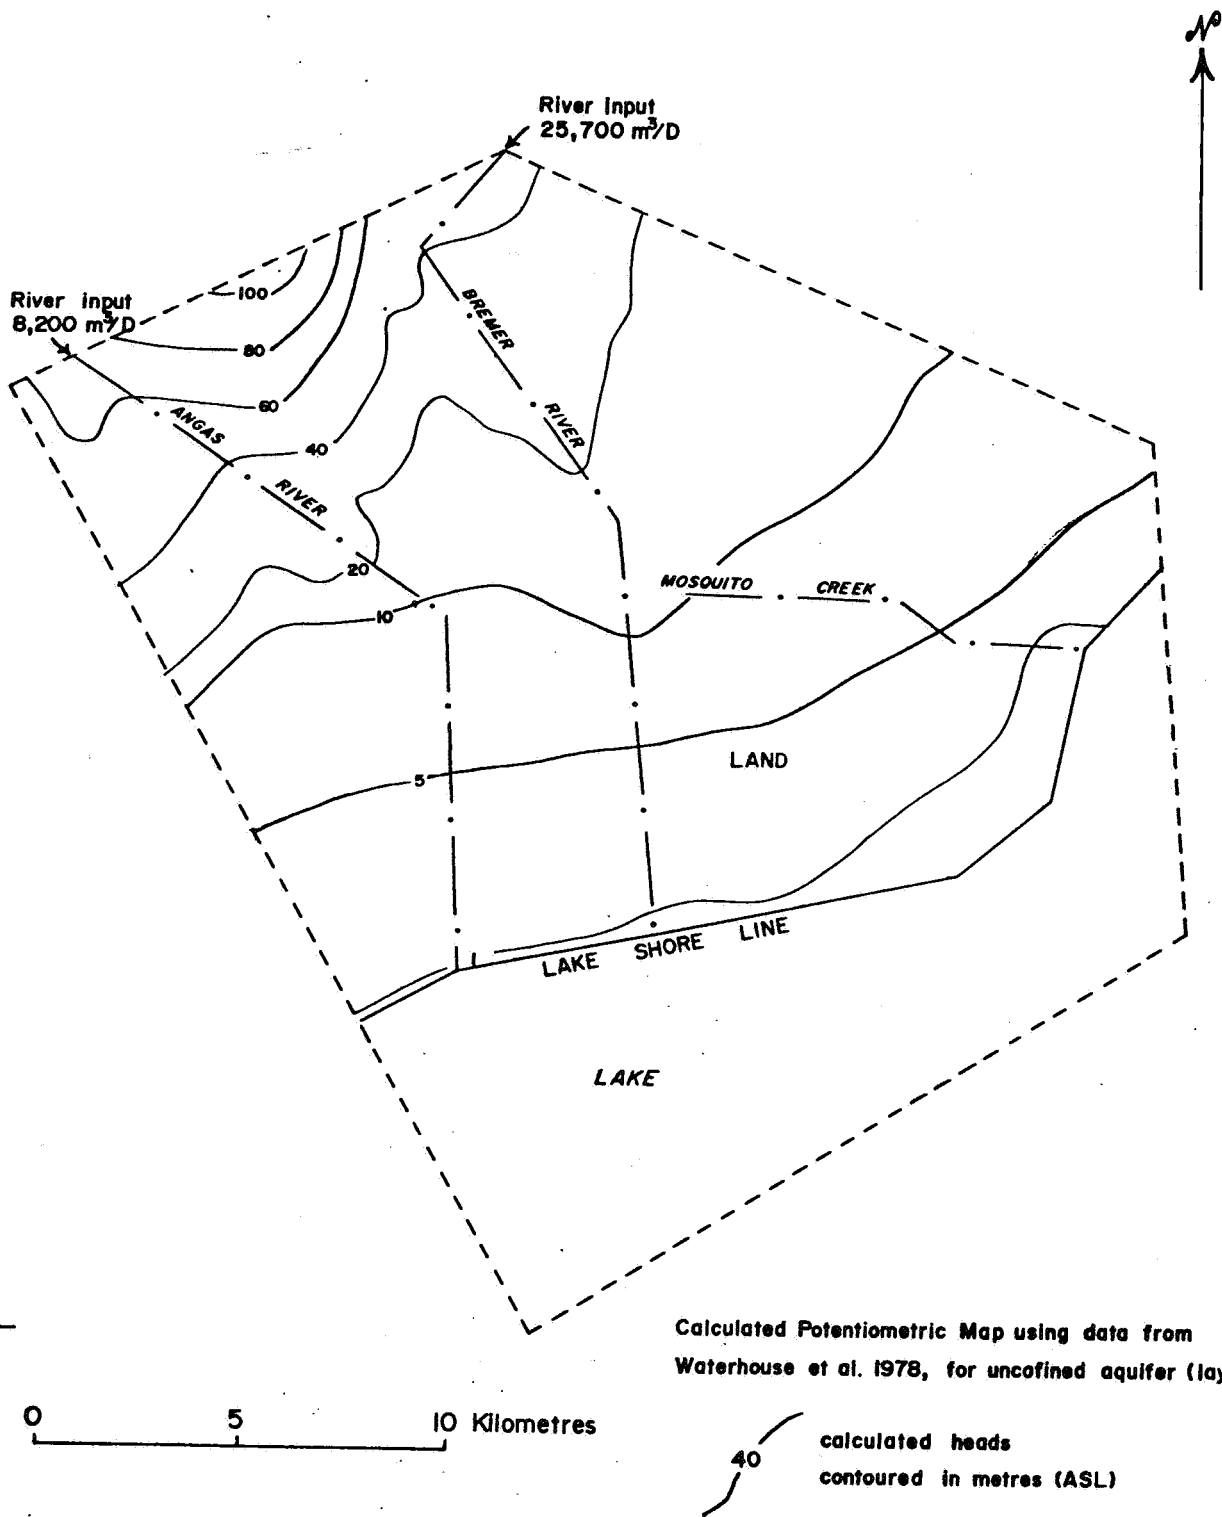 N
River Input
25,700 m³/D
River input
8,200 m³/D
100
80
60
40
20
10
5
1
BREMER
RIVER
ANGAS
RIVER
MOSQUITO CREEK
LAND
LAKE SHORE LINE
LAKE
Calculated Potentiometric Map using data from
Waterhouse et al. 1978, for uncofined aquifer (lay
0 5 10 Kilometres
40
calculated heads
contoured in metres (ASL)